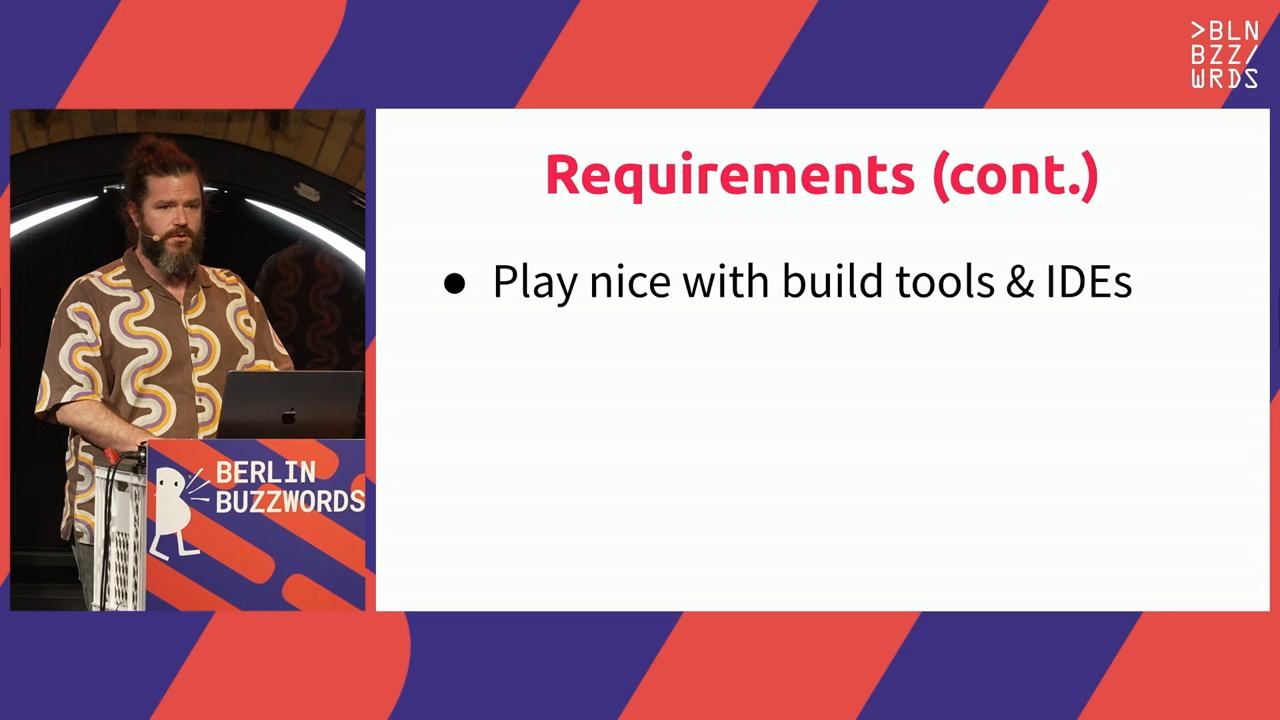 >BLN
BZZ/
WRDS
Requirements (cont.)
● Play nice with build tools & IDEs
BERLIN
BUZZWORDS